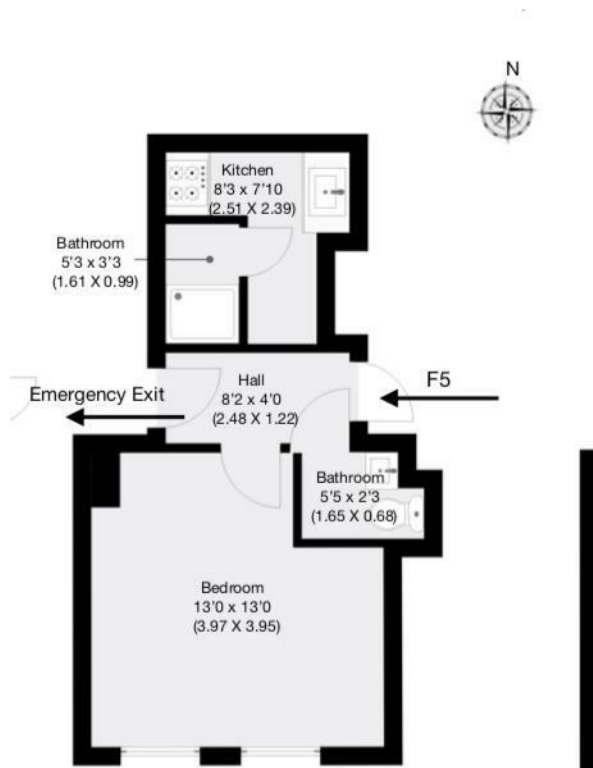 N
Kitchen
8'3 x 7'10
(2.51 X 2.39)
Bathroom
5'3 x 3'3
(1.61 X 0.99)
Hall
8'2 x 4'0
(2.48 X 1.22)
Emergency Exit
F5
Bathroom
5'5 x 2'3
(1.65 X 0.68)
Bedroom
13'0 x 13'0
(3.97 X 3.95)